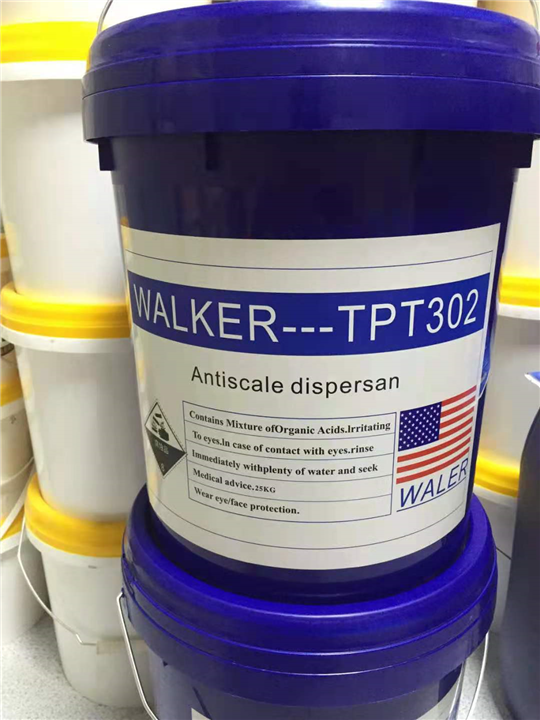 WALKER---TPT302
Antiscale dispersan
Contains Mixture ofOrganic Acids.Irritating
To eyes.in case of contact with eyes.rinse
Immediately withplenty of water and seek
Medical advice.25KG
Wear eye/face protection.
WALER